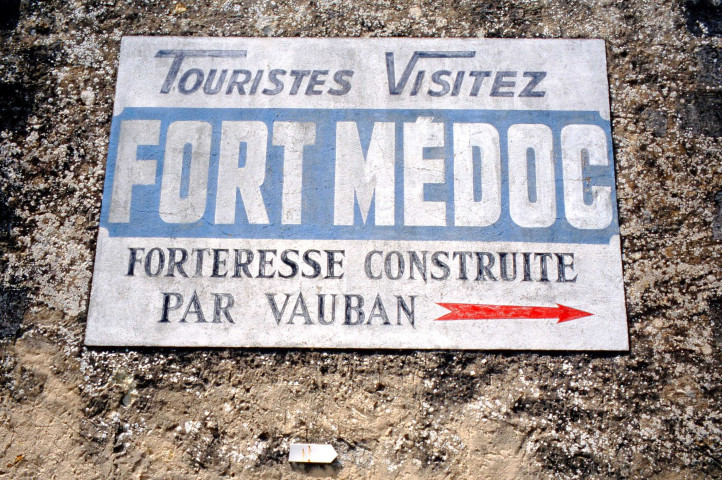 Touristes Visitez
FORT MÉDOC
FORTERESSE CONSTRUITE
PAR VAUBAN